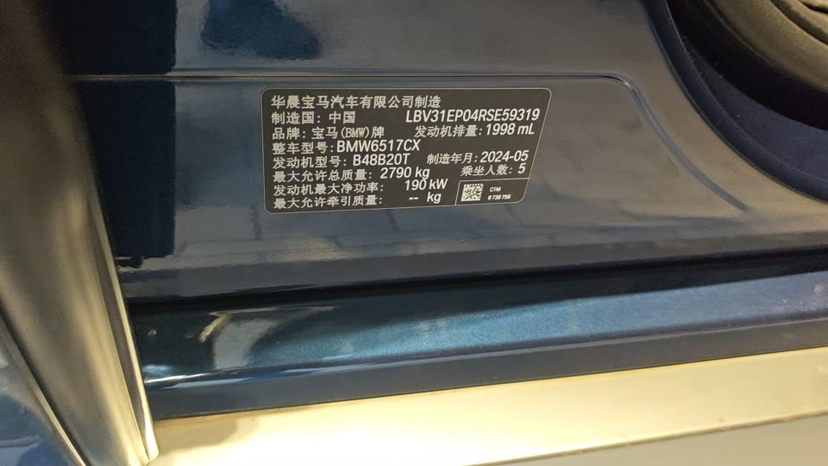 华晨宝马汽车有限公司制造
制造国：中国 LBV31EP04RSE59319
品牌：宝马(BMW)牌 发动机排量：1998 mL
整车型号：BMW6517CX
发动机型号：B48B20T 制造年月：2024-05
最大允许总质量：2790 kg 乘坐人数：5
发动机最大净功率：190 kW
最大允许牵引质量：-- kg
C1M
8 738 756